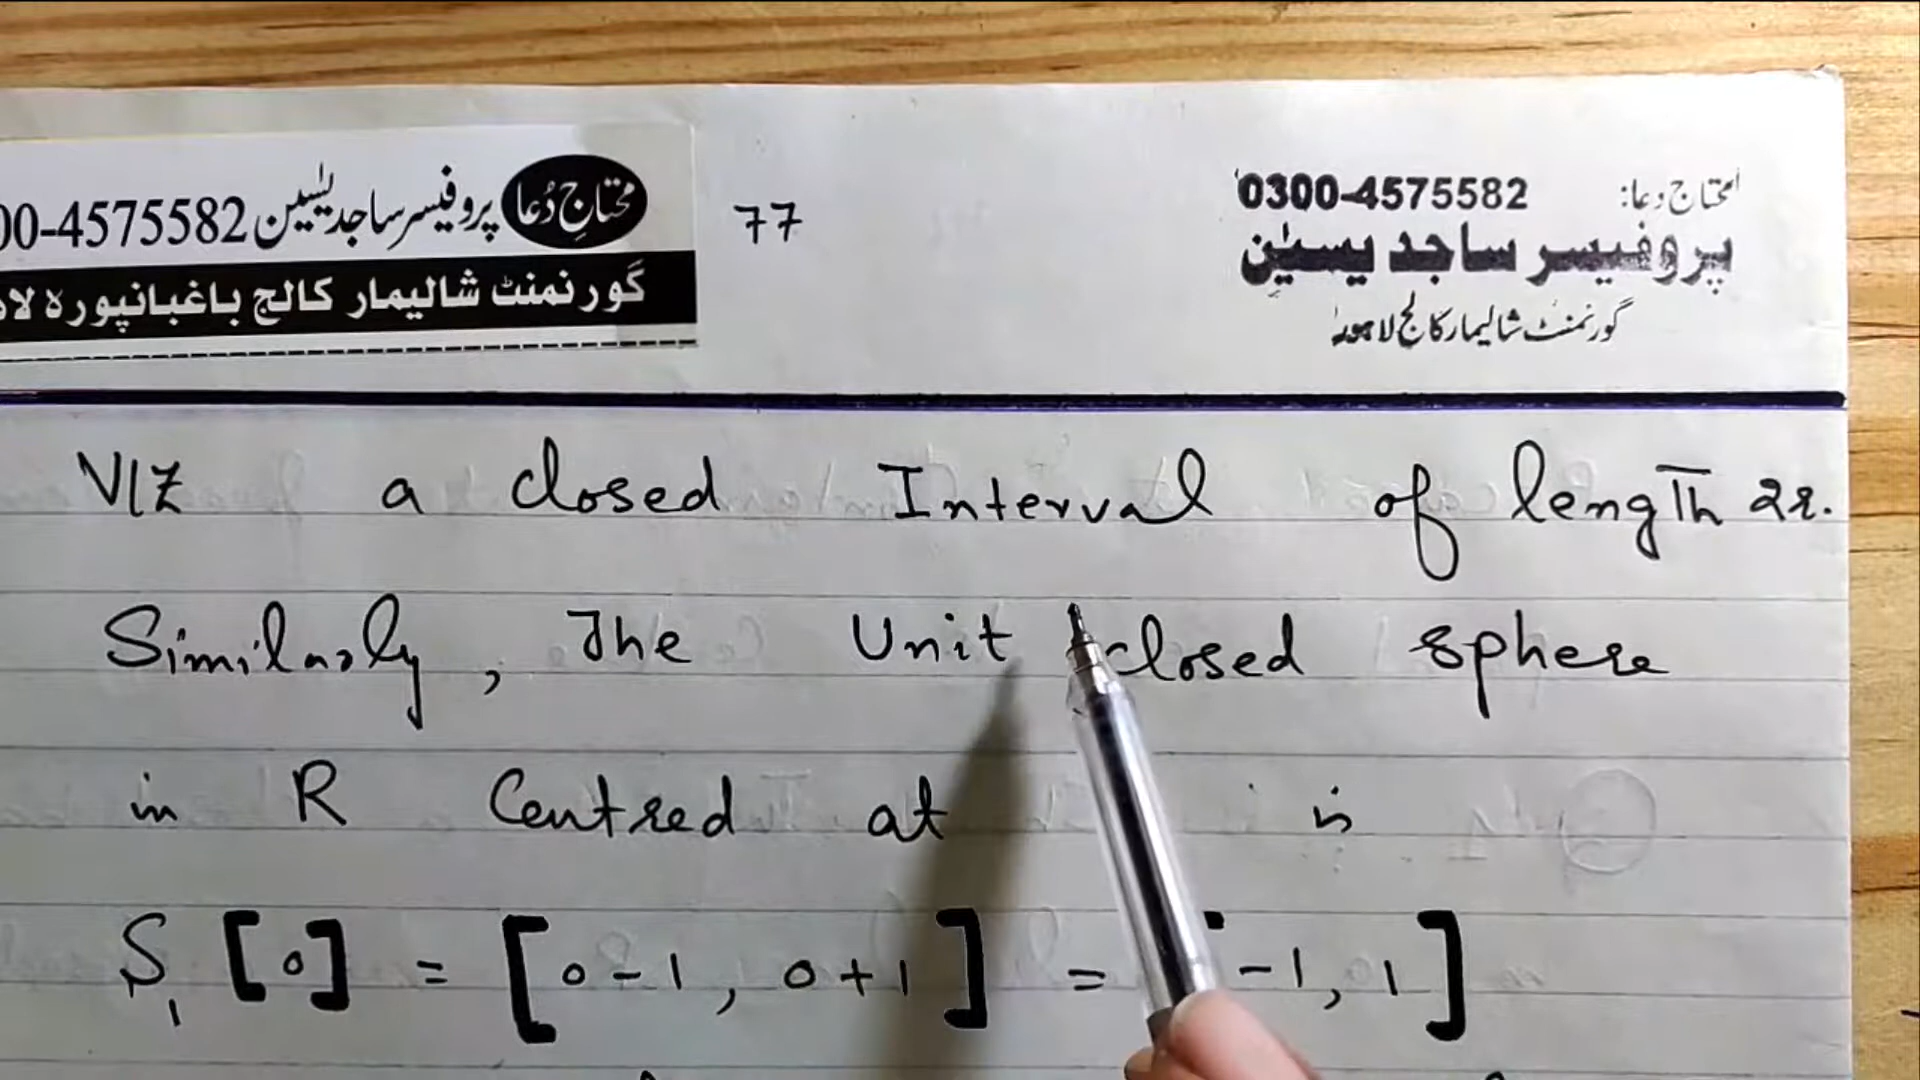 محتاجِ دُعا پروفیسر ساجد یٰسین 00-4575582
گورنمنٹ شالیمار کالج باغبانپورہ لا
77
محتاج دعا: 0300-4575582
پروفیسر ساجد یسین
گورنمنٹ شالیمار کالج لاہور
VIZ a closed Interval of length 2r.
Similarly, The Unit closed sphere
in R Centred at is
S₁ [0] = [0-1, 0+1] = -1, 1]